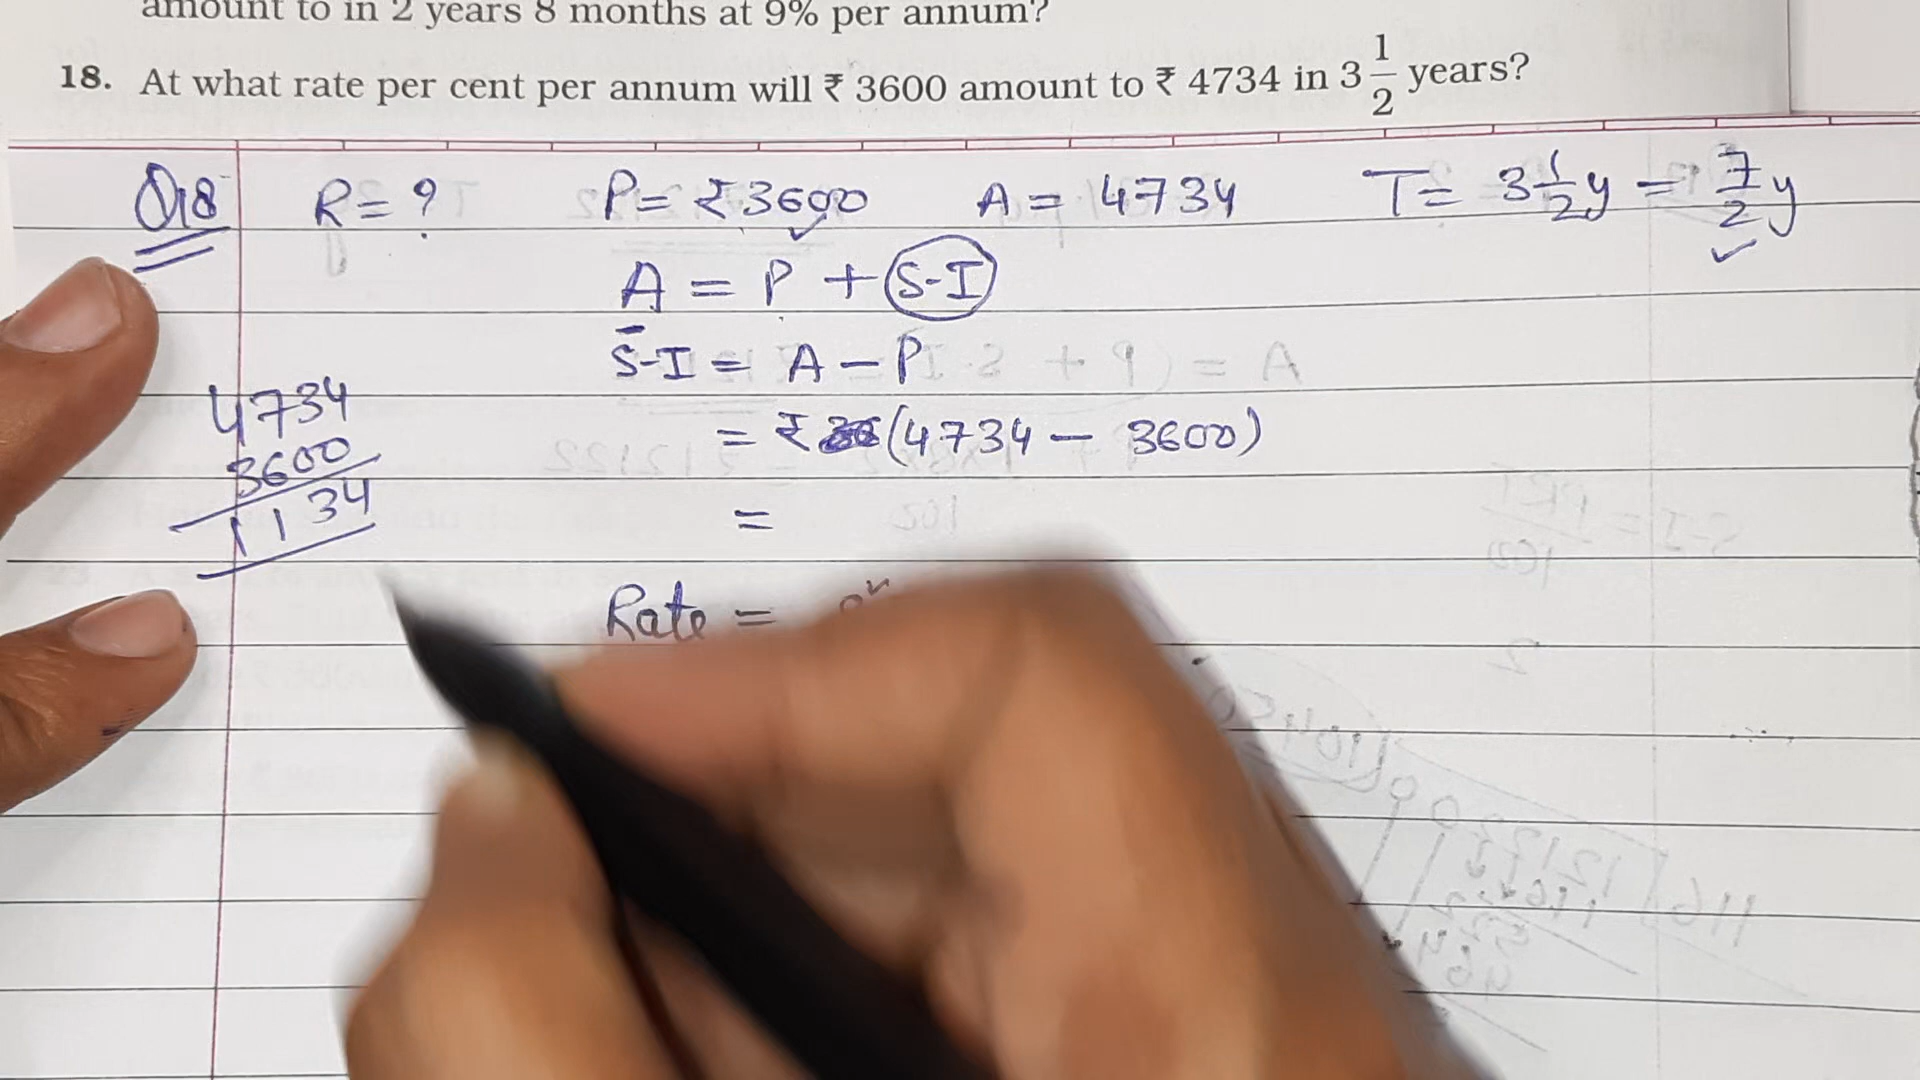 amount to in 2 years 8 months at 9% per annum?
18. At what rate per cent per annum will ₹ 3600 amount to ₹ 4734 in 3 1/2 years?
Q18 R = ? P = ₹3600 A = 4734 T = 3 1/2 y = 7/2 y
A = P + S-I
S-I = A - P
= ₹ (4734 - 3600)
=
Rate =
4734
3600
1134